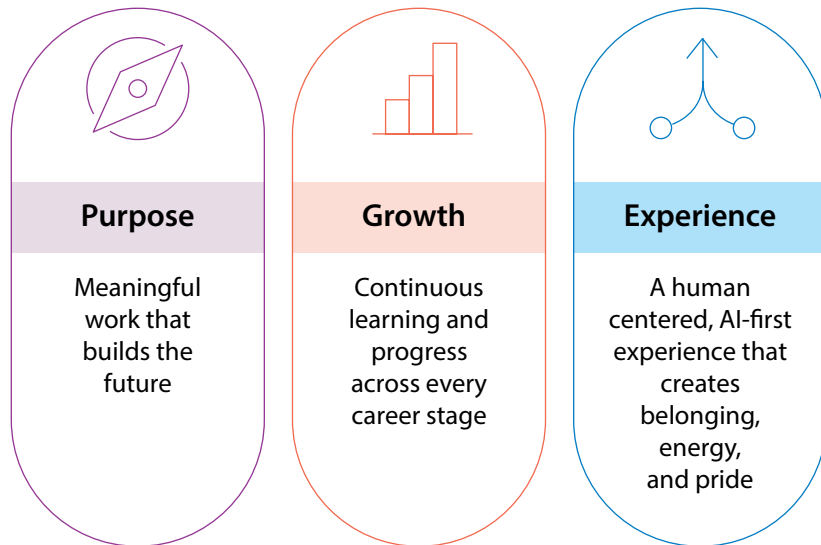 Purpose
Meaningful
work that
builds the
future
Growth
Continuous
learning and
progress
across every
career stage
Experience
A human
centered, AI-first
experience that
creates
belonging,
energy,
and pride